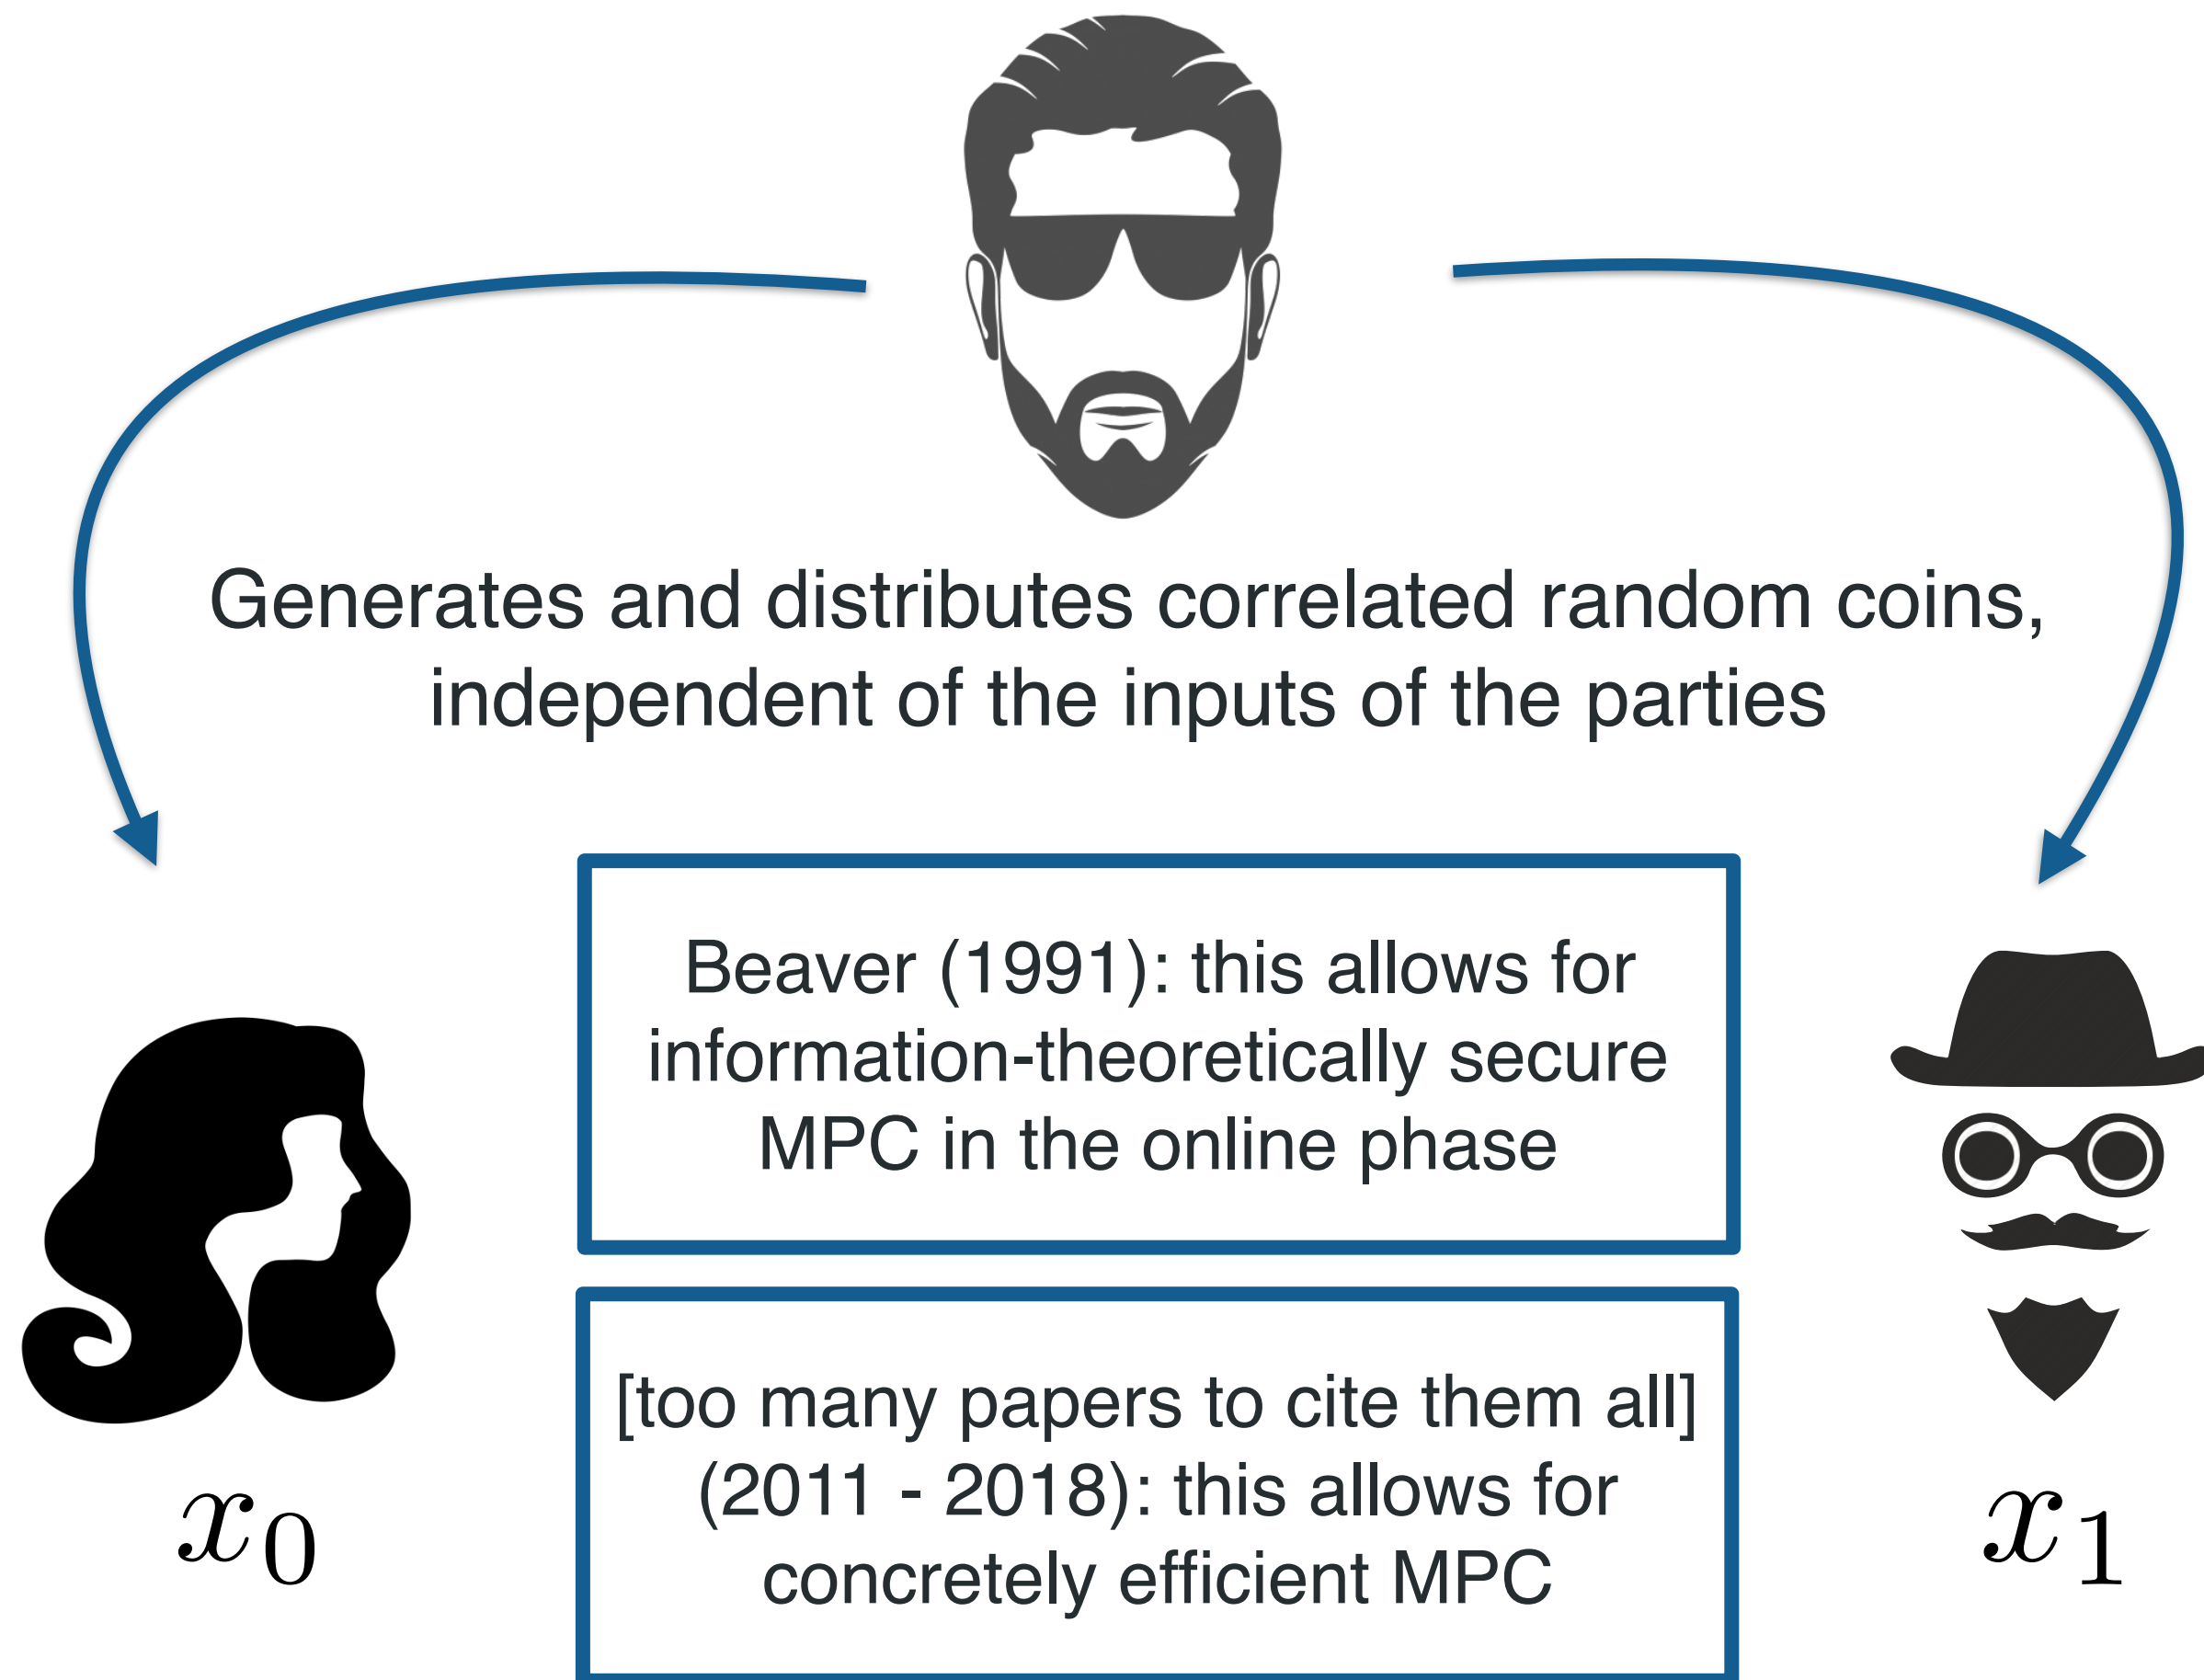 Generates and distributes correlated random coins,
independent of the inputs of the parties
Beaver (1991): this allows for
information-theoretically secure
MPC in the online phase
[too many papers to cite them all]
(2011 - 2018): this allows for
concretely efficient MPC
x₀
x₁